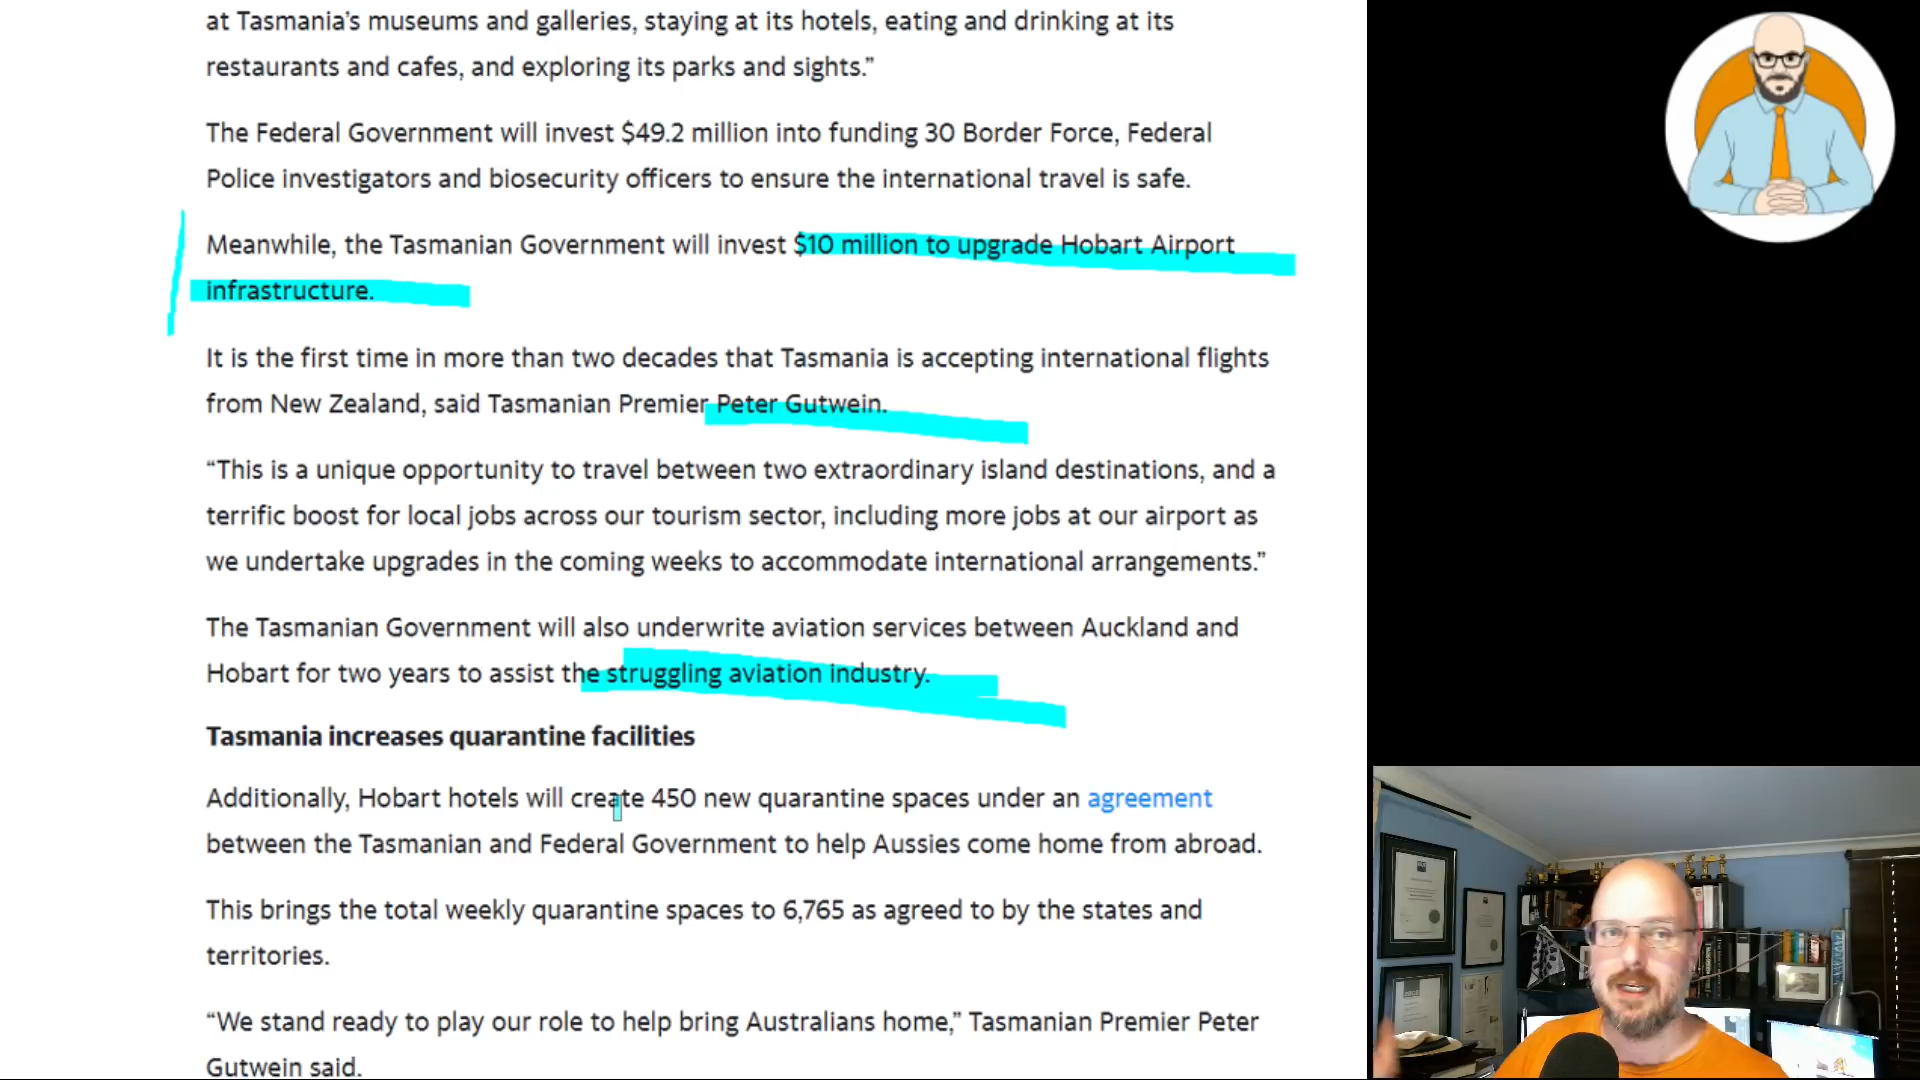 at Tasmania's museums and galleries, staying at its hotels, eating and drinking at its
restaurants and cafes, and exploring its parks and sights.”
The Federal Government will invest $49.2 million into funding 30 Border Force, Federal
Police investigators and biosecurity officers to ensure the international travel is safe.
Meanwhile, the Tasmanian Government will invest $10 million to upgrade Hobart Airport
infrastructure.
It is the first time in more than two decades that Tasmania is accepting international flights
from New Zealand, said Tasmanian Premier Peter Gutwein.
“This is a unique opportunity to travel between two extraordinary island destinations, and a
terrific boost for local jobs across our tourism sector, including more jobs at our airport as
we undertake upgrades in the coming weeks to accommodate international arrangements.”
The Tasmanian Government will also underwrite aviation services between Auckland and
Hobart for two years to assist the struggling aviation industry.
Tasmania increases quarantine facilities
Additionally, Hobart hotels will create 450 new quarantine spaces under an agreement
between the Tasmanian and Federal Government to help Aussies come home from abroad.
This brings the total weekly quarantine spaces to 6,765 as agreed to by the states and
territories.
“We stand ready to play our role to help bring Australians home,” Tasmanian Premier Peter
Gutwein said.